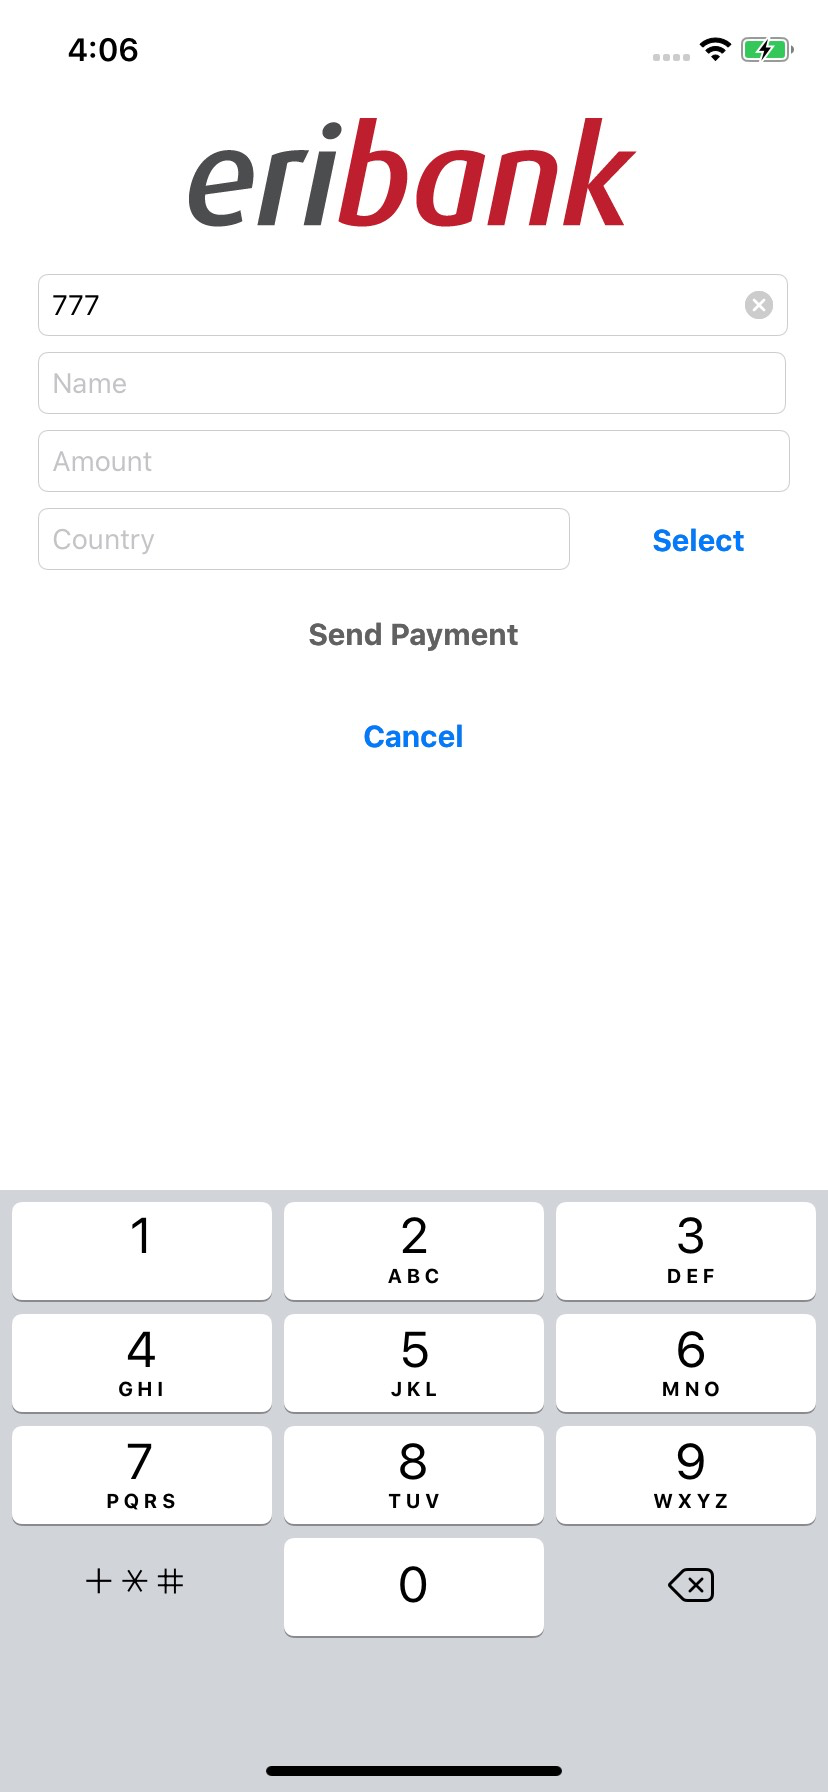 4:06
eribank
777
Name
Amount
Country
Select
Send Payment
Cancel
1
2
ABC
3
DEF
4
GHI
5
JKL
6
MNO
7
PQRS
8
TUV
9
WXYZ
+*#
0